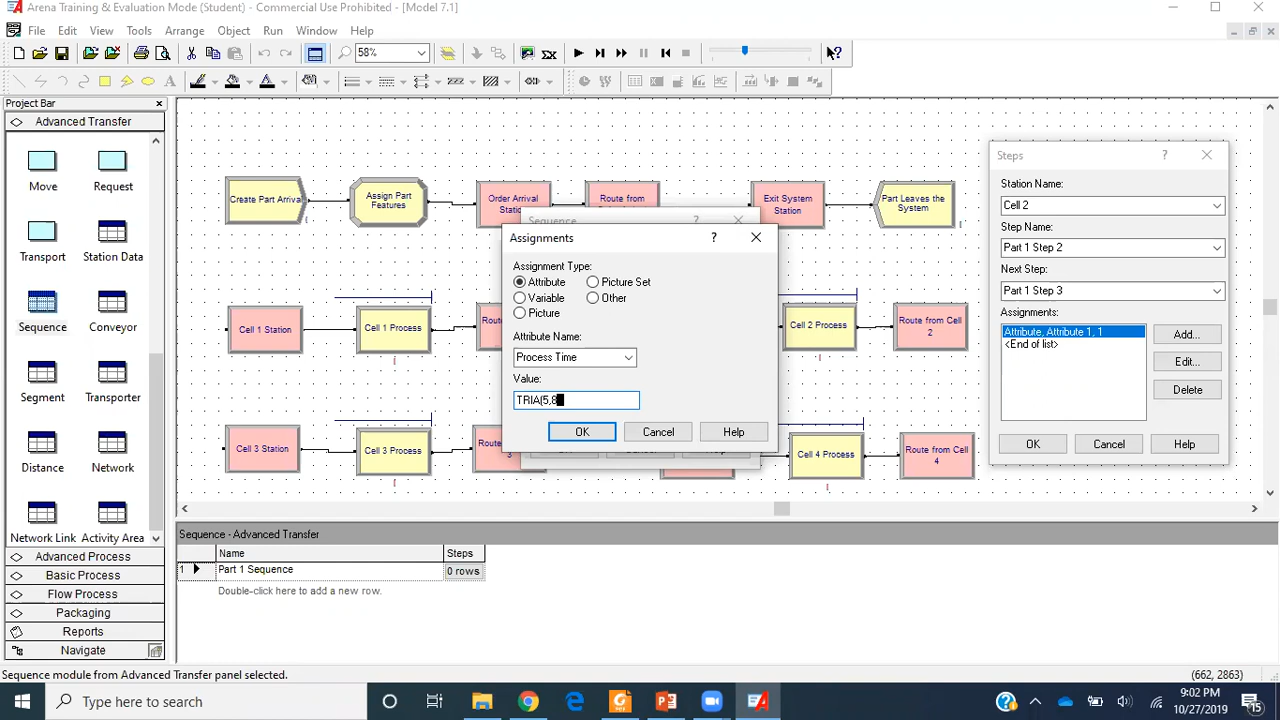 Arena Training & Evaluation Mode (Student) - Commercial Use Prohibited - [Model 7.1]
File Edit View Tools Arrange Object Run Window Help
58%
Project Bar
Advanced Transfer
Move Request
Transport Station Data
Sequence Conveyor
Segment Transporter
Distance Network
Network Link Activity Area
Advanced Process
Basic Process
Flow Process
Packaging
Reports
Navigate
Create Part Arrival
Assign Part
Features
Order Arrival
Station
Route from
Exit System
Station
Part Leaves the
System
Cell 1 Station
Cell 1 Process
Cell 2 Process
Route from Cell
2
Cell 3 Station
Cell 3 Process
3
Cell 4 Process
Route from Cell
4
Sequence
Assignments
Assignment Type:
Attribute
Picture Set
Variable
Other
Picture
Attribute Name:
Process Time
Value:
TRIA(5,8
OK Cancel Help
Steps
Station Name:
Cell 2
Step Name:
Part 1 Step 2
Next Step:
Part 1 Step 3
Assignments:
Attribute, Attribute 1, 1
<End of list>
Add...
Edit...
Delete
OK Cancel Help
Sequence - Advanced Transfer
Name Steps
1 Part 1 Sequence 0 rows
Double-click here to add a new row.
Sequence module from Advanced Transfer panel selected.
(662, 2863)
Type here to search
9:02 PM
10/27/2019
15